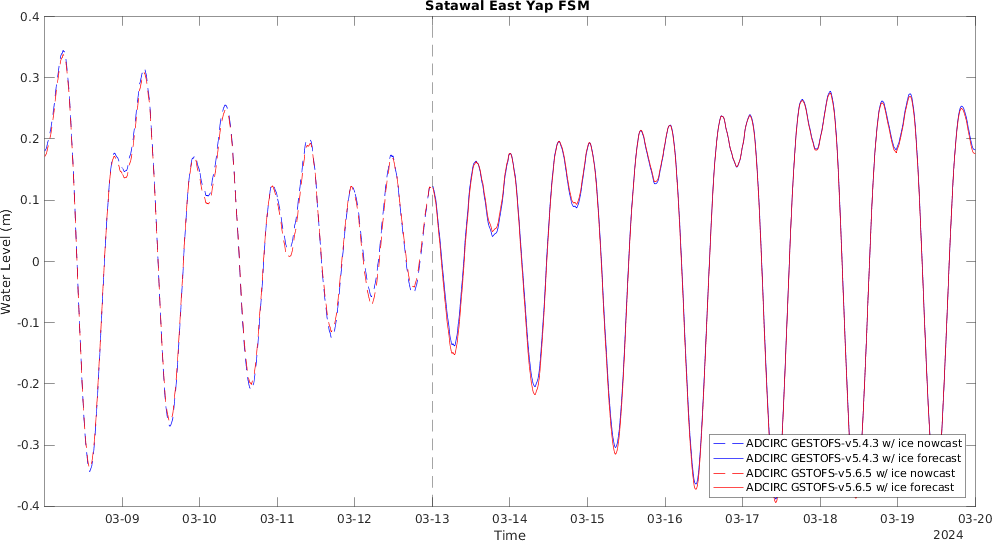 Satawal East Yap FSM
0.4
0.3
0.2
0.1
0
-0.1
-0.2
-0.3
-0.4
Water Level (m)
ADCIRC GESTOFS-v5.4.3 w/ ice nowcast
ADCIRC GESTOFS-v5.4.3 w/ ice forecast
ADCIRC GSTOFS-v5.6.5 w/ ice nowcast
ADCIRC GSTOFS-v5.6.5 w/ ice forecast
03-09 03-10 03-11 03-12 03-13 03-14 03-15 03-16 03-17 03-18 03-19 03-20
Time
2024